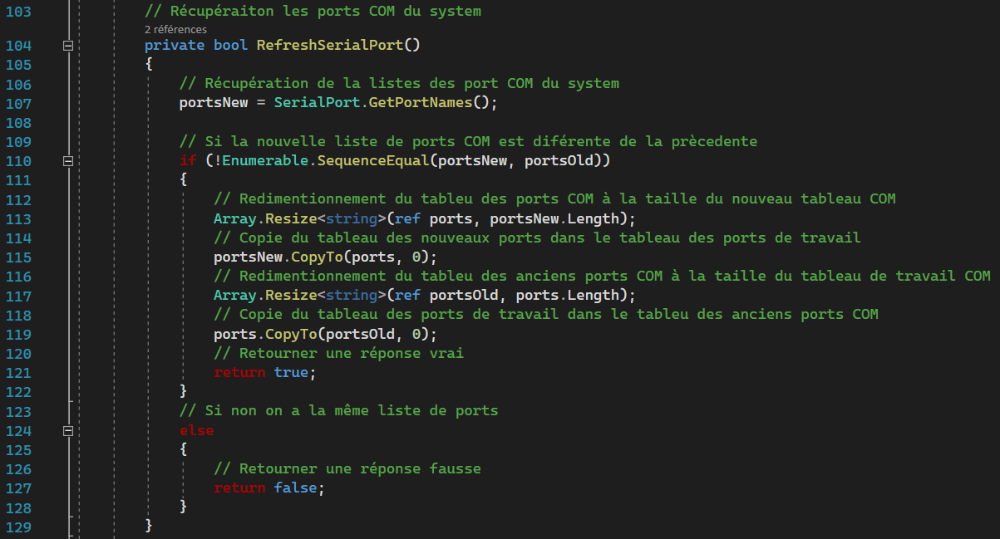 103 // Récupéraiton les ports COM du system
2 références
104 private bool RefreshSerialPort()
105 {
106 // Récupération de la listes des port COM du system
107 portsNew = SerialPort.GetPortNames();
108
109 // Si la nouvelle liste de ports COM est diférente de la prècedente
110 if (!Enumerable.SequenceEqual(portsNew, portsOld))
111 {
112 // Redimentionnement du tableu des ports COM à la taille du nouveau tableau COM
113 Array.Resize<string>(ref ports, portsNew.Length);
114 // Copie du tableau des nouveaux ports dans le tableau des ports de travail
115 portsNew.CopyTo(ports, 0);
116 // Redimentionnement du tableu des anciens ports COM à la taille du tableau de travail COM
117 Array.Resize<string>(ref portsOld, ports.Length);
118 // Copie du tableau des ports de travail dans le tableu des anciens ports COM
119 ports.CopyTo(portsOld, 0);
120 // Retourner une réponse vrai
121 return true;
122 }
123 // Si non on a la même liste de ports
124 else
125 {
126 // Retourner une réponse fausse
127 return false;
128 }
129 }